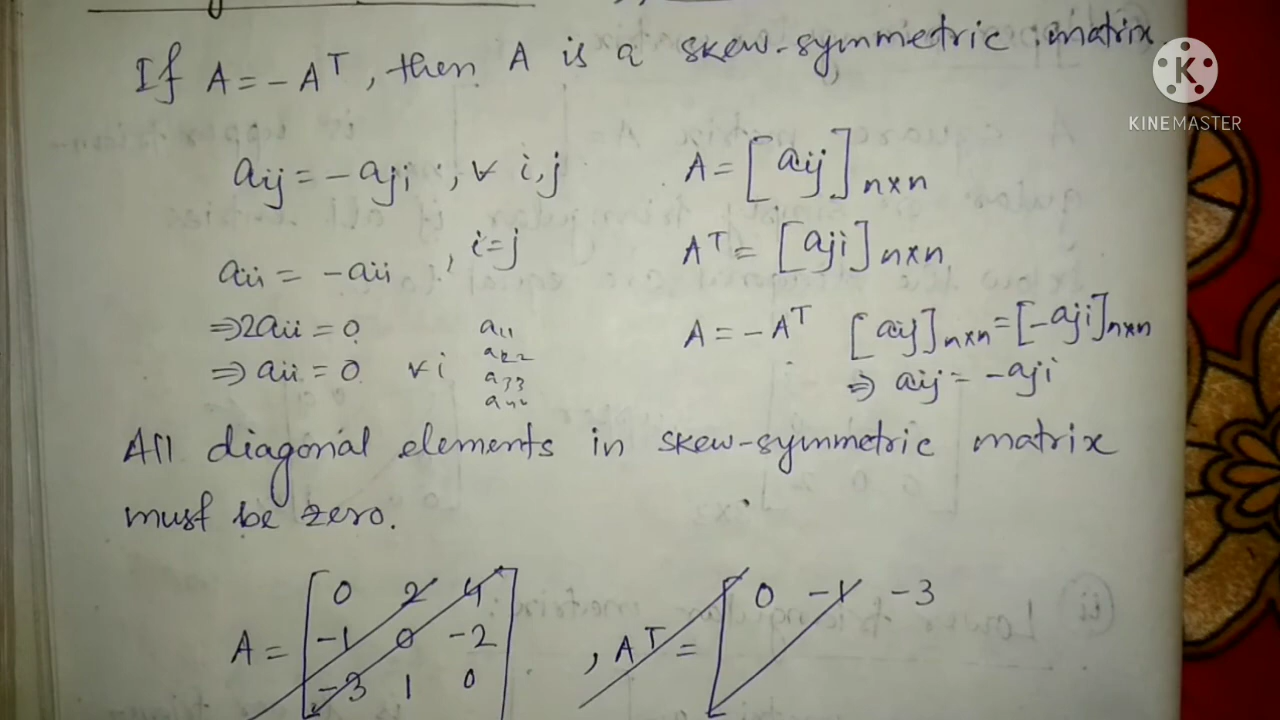 If A = -Aᵀ, then A is a skew-symmetric matrix
K
KINEMASTER
aij = -aji , ∀ i,j
A = [aij]n×n
aii = -aii , i=j
Aᵀ = [aji]n×n
⇒ 2aii = 0
⇒ aii = 0 ∀ i
a11
a22
a33
a44
A = -Aᵀ [aij]n×n = [-aji]n×n
⇒ aij = -aji
All diagonal elements in skew-symmetric matrix
must be zero.
A = [ 0 2 4
-1 0 -2
-3 1 0 ]
, Aᵀ = [ 0 -1 -3